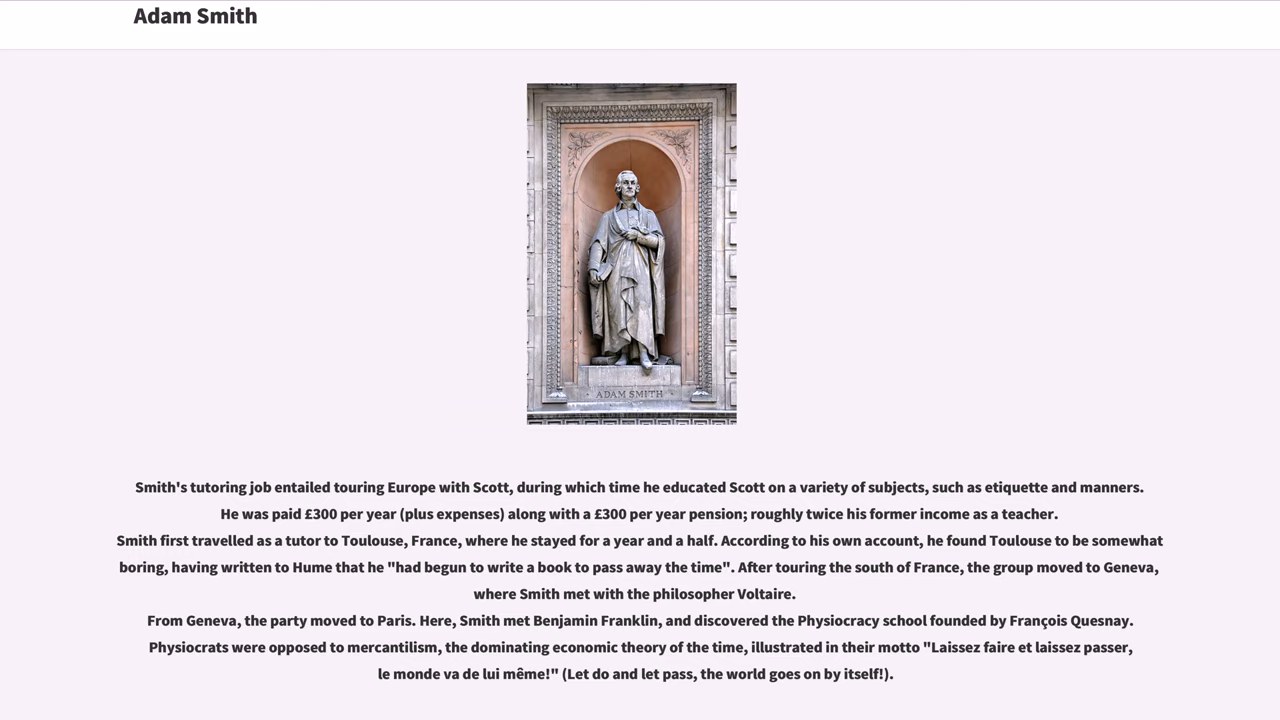 Adam Smith
· ADAM SMITH ·
Smith's tutoring job entailed touring Europe with Scott, during which time he educated Scott on a variety of subjects, such as etiquette and manners.
He was paid £300 per year (plus expenses) along with a £300 per year pension; roughly twice his former income as a teacher.
Smith first travelled as a tutor to Toulouse, France, where he stayed for a year and a half. According to his own account, he found Toulouse to be somewhat
boring, having written to Hume that he "had begun to write a book to pass away the time". After touring the south of France, the group moved to Geneva,
where Smith met with the philosopher Voltaire.
From Geneva, the party moved to Paris. Here, Smith met Benjamin Franklin, and discovered the Physiocracy school founded by François Quesnay.
Physiocrats were opposed to mercantilism, the dominating economic theory of the time, illustrated in their motto "Laissez faire et laissez passer,
le monde va de lui même!" (Let do and let pass, the world goes on by itself!).